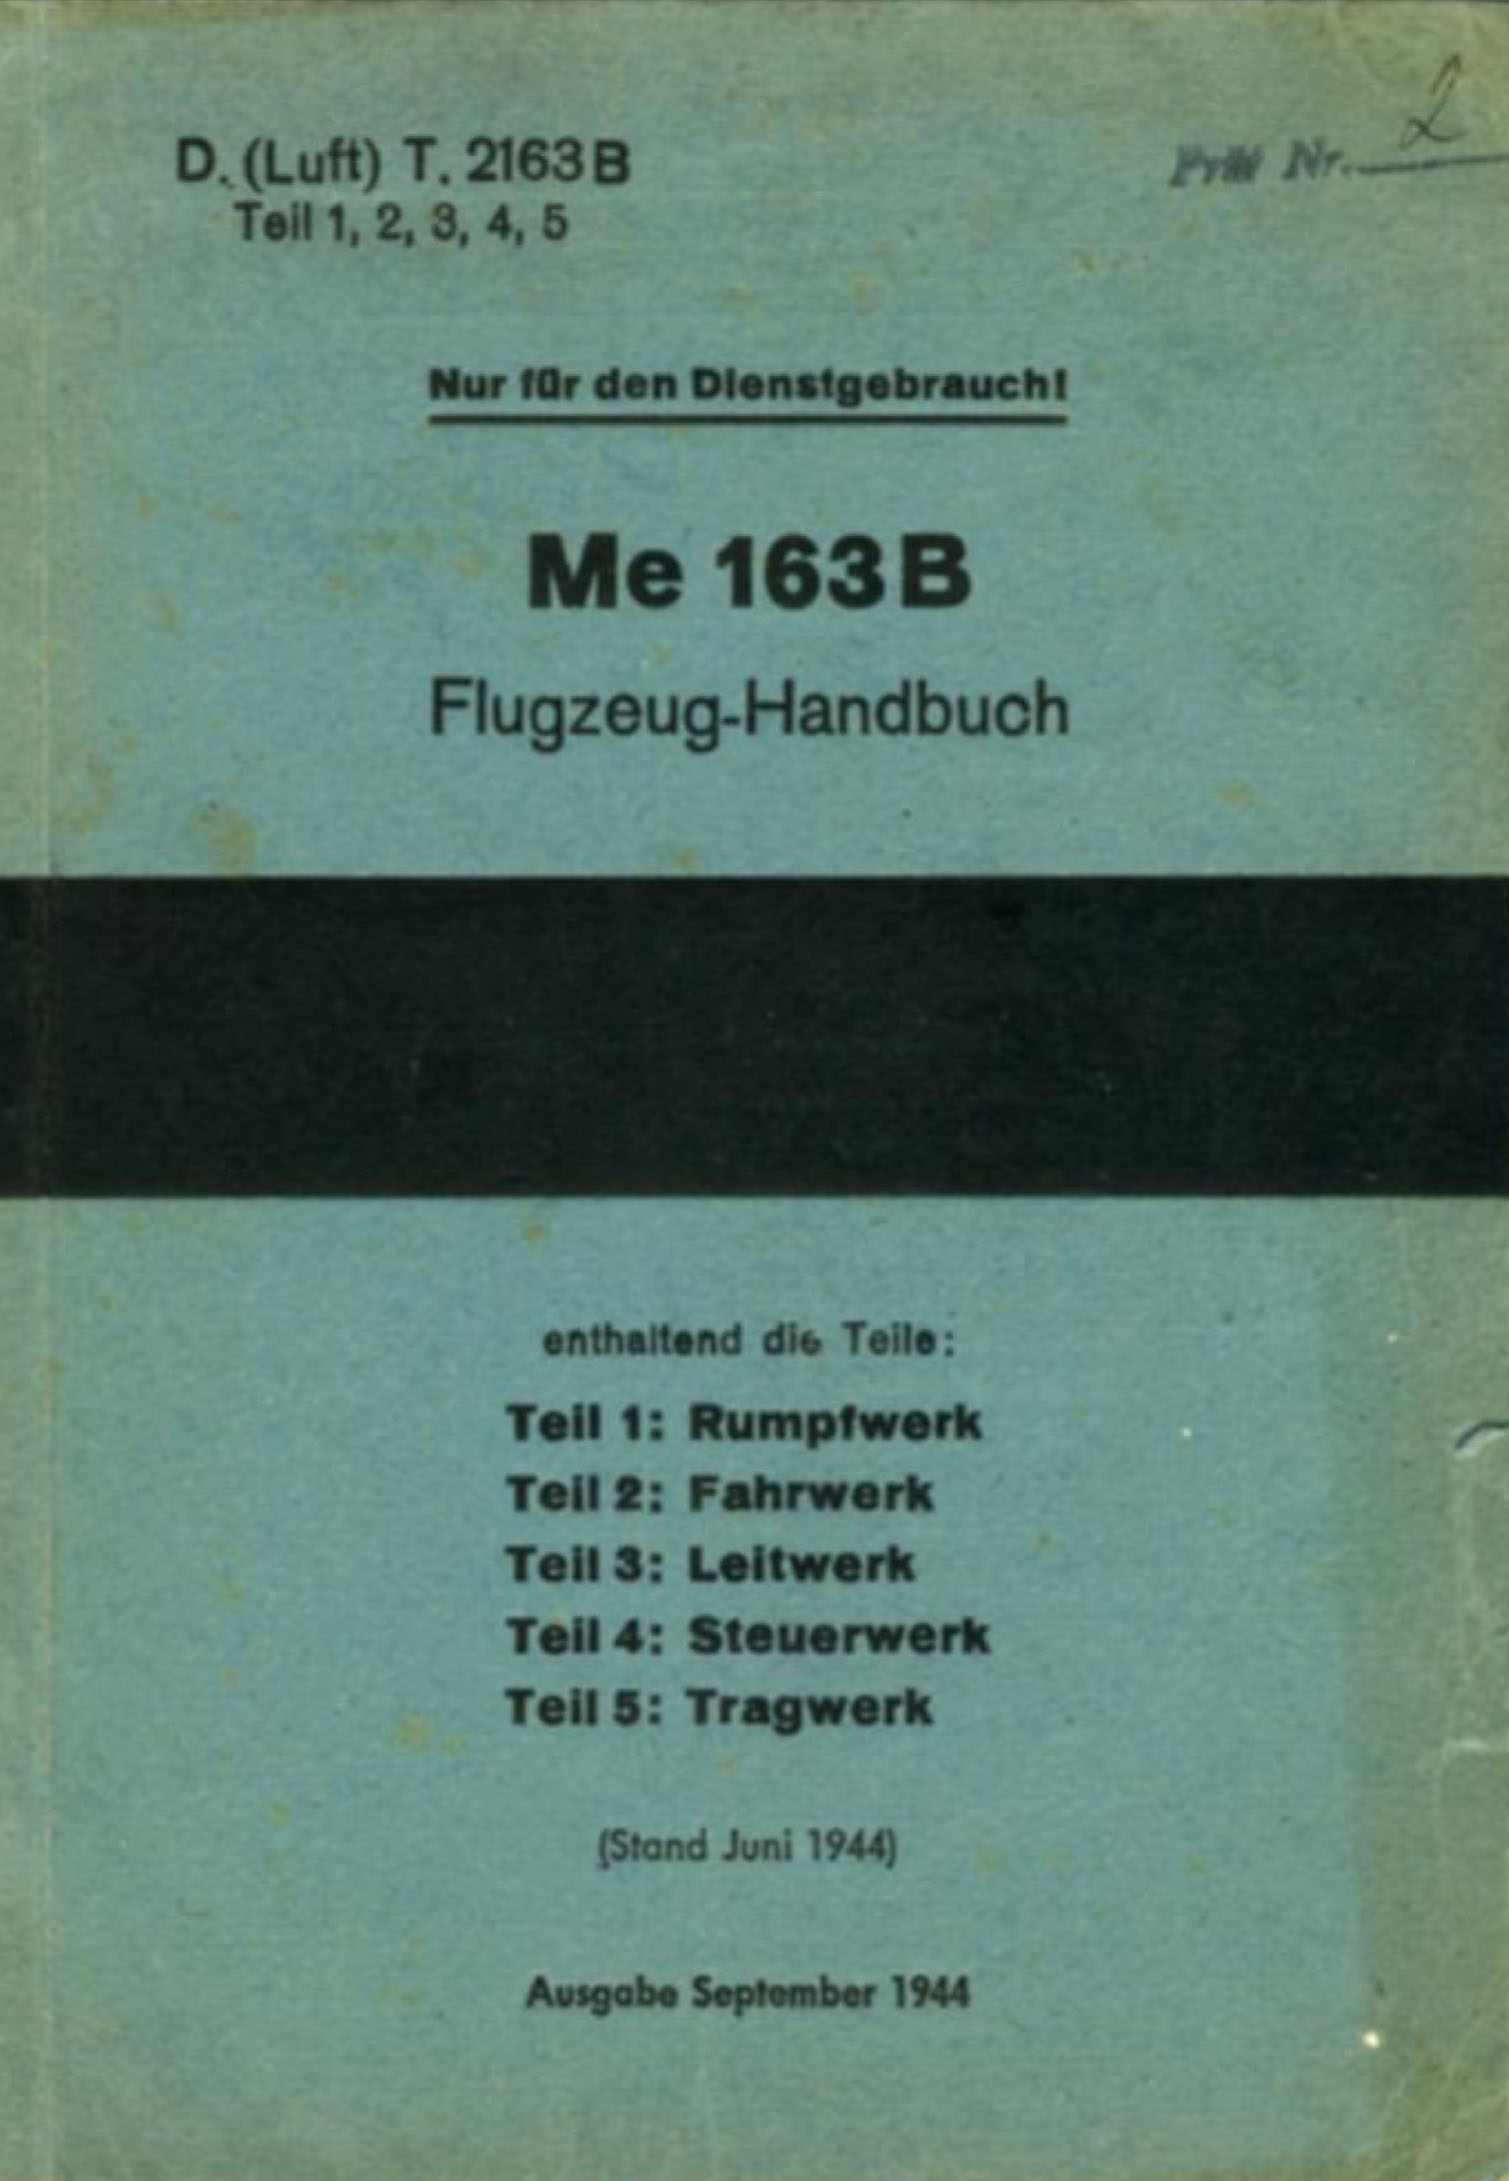 2
D. (Luft) T. 2163 B
Prüf Nr.
Teil 1, 2, 3, 4, 5
Nur für den Dienstgebrauch!
Me 163 B
Flugzeug-Handbuch
enthaltend die Teile:
Teil 1: Rumpfwerk
Teil 2: Fahrwerk
Teil 3: Leitwerk
Teil 4: Steuerwerk
Teil 5: Tragwerk
(Stand Juni 1944)
Ausgabe September 1944